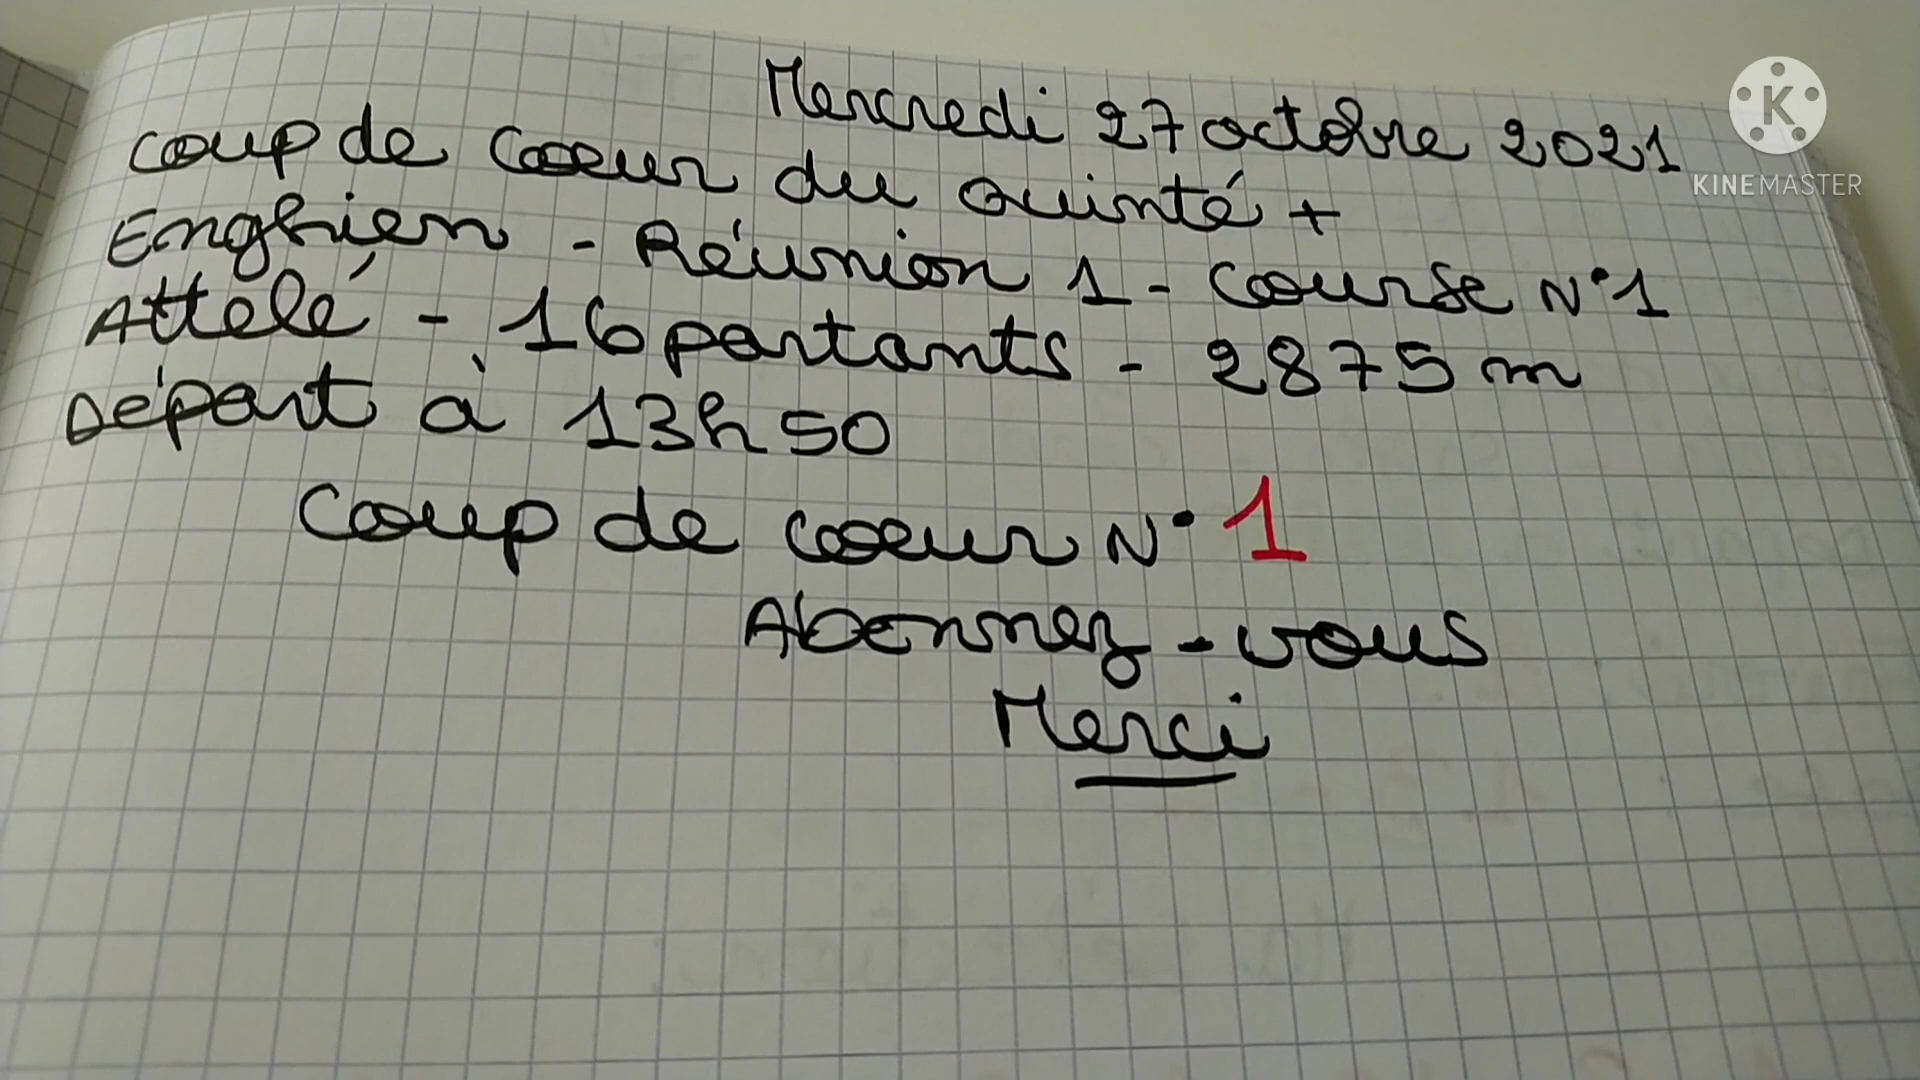 Mercredi 27 octobre 2021
Coup de coeur du Quinté +
Enghien - Réunion 1 - Course N°1
Attelé - 16 partants - 2875 m
Départ à 13h50
Coup de coeur N° 1
Abonnez-vous
Merci
K
KINEMASTER